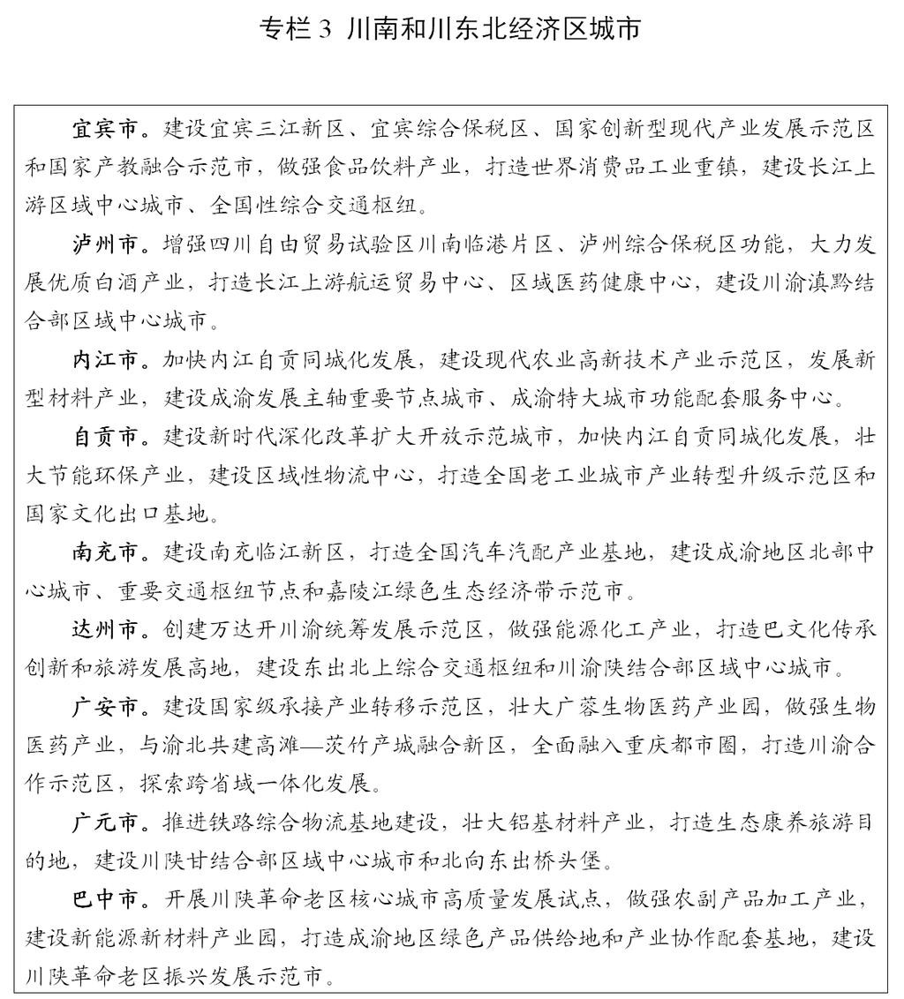 专栏 3 川南和川东北经济区城市
宜宾市。建设宜宾三江新区、宜宾综合保税区、国家创新型现代产业发展示范区
和国家产教融合示范市，做强食品饮料产业，打造世界消费品工业重镇，建设长江上
游区域中心城市、全国性综合交通枢纽。
泸州市。增强四川自由贸易试验区川南临港片区、泸州综合保税区功能，大力发
展优质白酒产业，打造长江上游航运贸易中心、区域医药健康中心，建设川渝滇黔结
合部区域中心城市。
内江市。加快内江自贡同城化发展，建设现代农业高新技术产业示范区，发展新
型材料产业，建设成渝发展主轴重要节点城市、成渝特大城市功能配套服务中心。
自贡市。建设新时代深化改革扩大开放示范城市，加快内江自贡同城化发展，壮
大节能环保产业，建设区域性物流中心，打造全国老工业城市产业转型升级示范区和
国家文化出口基地。
南充市。建设南充临江新区，打造全国汽车汽配产业基地，建设成渝地区北部中
心城市、重要交通枢纽节点和嘉陵江绿色生态经济带示范市。
达州市。创建万达开川渝统筹发展示范区，做强能源化工产业，打造巴文化传承
创新和旅游发展高地，建设东出北上综合交通枢纽和川渝陕结合部区域中心城市。
广安市。建设国家级承接产业转移示范区，壮大广蓉生物医药产业园，做强生物
医药产业，与渝北共建高滩—茨竹产城融合新区，全面融入重庆都市圈，打造川渝合
作示范区，探索跨省域一体化发展。
广元市。推进铁路综合物流基地建设，壮大铝基材料产业，打造生态康养旅游目
的地，建设川陕甘结合部区域中心城市和北向东出桥头堡。
巴中市。开展川陕革命老区核心城市高质量发展试点，做强农副产品加工产业，
建设新能源新材料产业园，打造成渝地区绿色产品供给地和产业协作配套基地，建设
川陕革命老区振兴发展示范市。